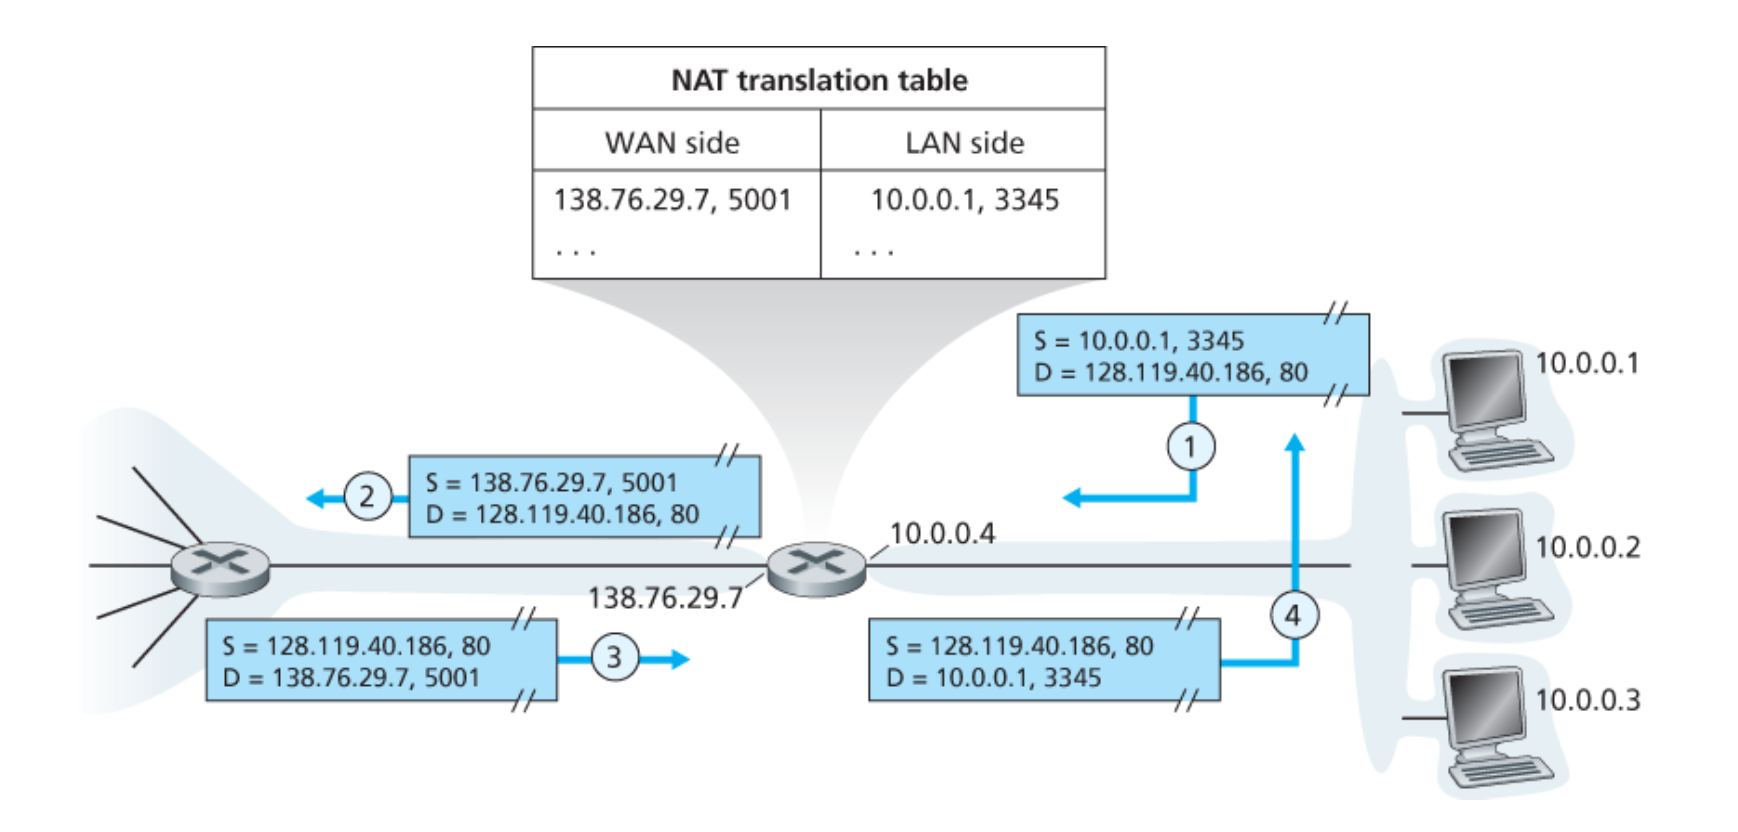 NAT translation table
WAN side
LAN side
138.76.29.7, 5001
10.0.0.1, 3345
. . .
. . .
S = 10.0.0.1, 3345
D = 128.119.40.186, 80
1
10.0.0.1
2
S = 138.76.29.7, 5001
D = 128.119.40.186, 80
10.0.0.4
10.0.0.2
138.76.29.7
S = 128.119.40.186, 80
D = 138.76.29.7, 5001
3
S = 128.119.40.186, 80
D = 10.0.0.1, 3345
4
10.0.0.3